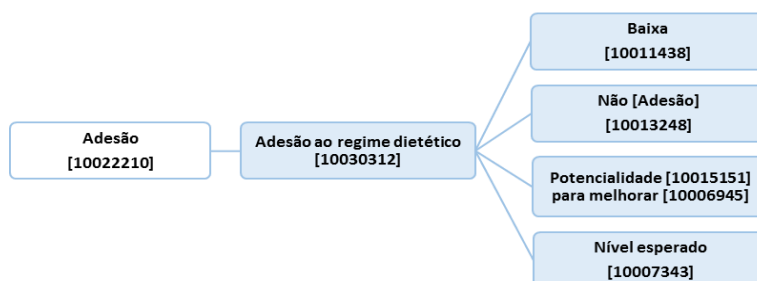 Adesão
[10022210]
Adesão ao regime dietético
[10030312]
Baixa
[10011438]
Não [Adesão]
[10013248]
Potencialidade [10015151]
para melhorar [10006945]
Nível esperado
[10007343]